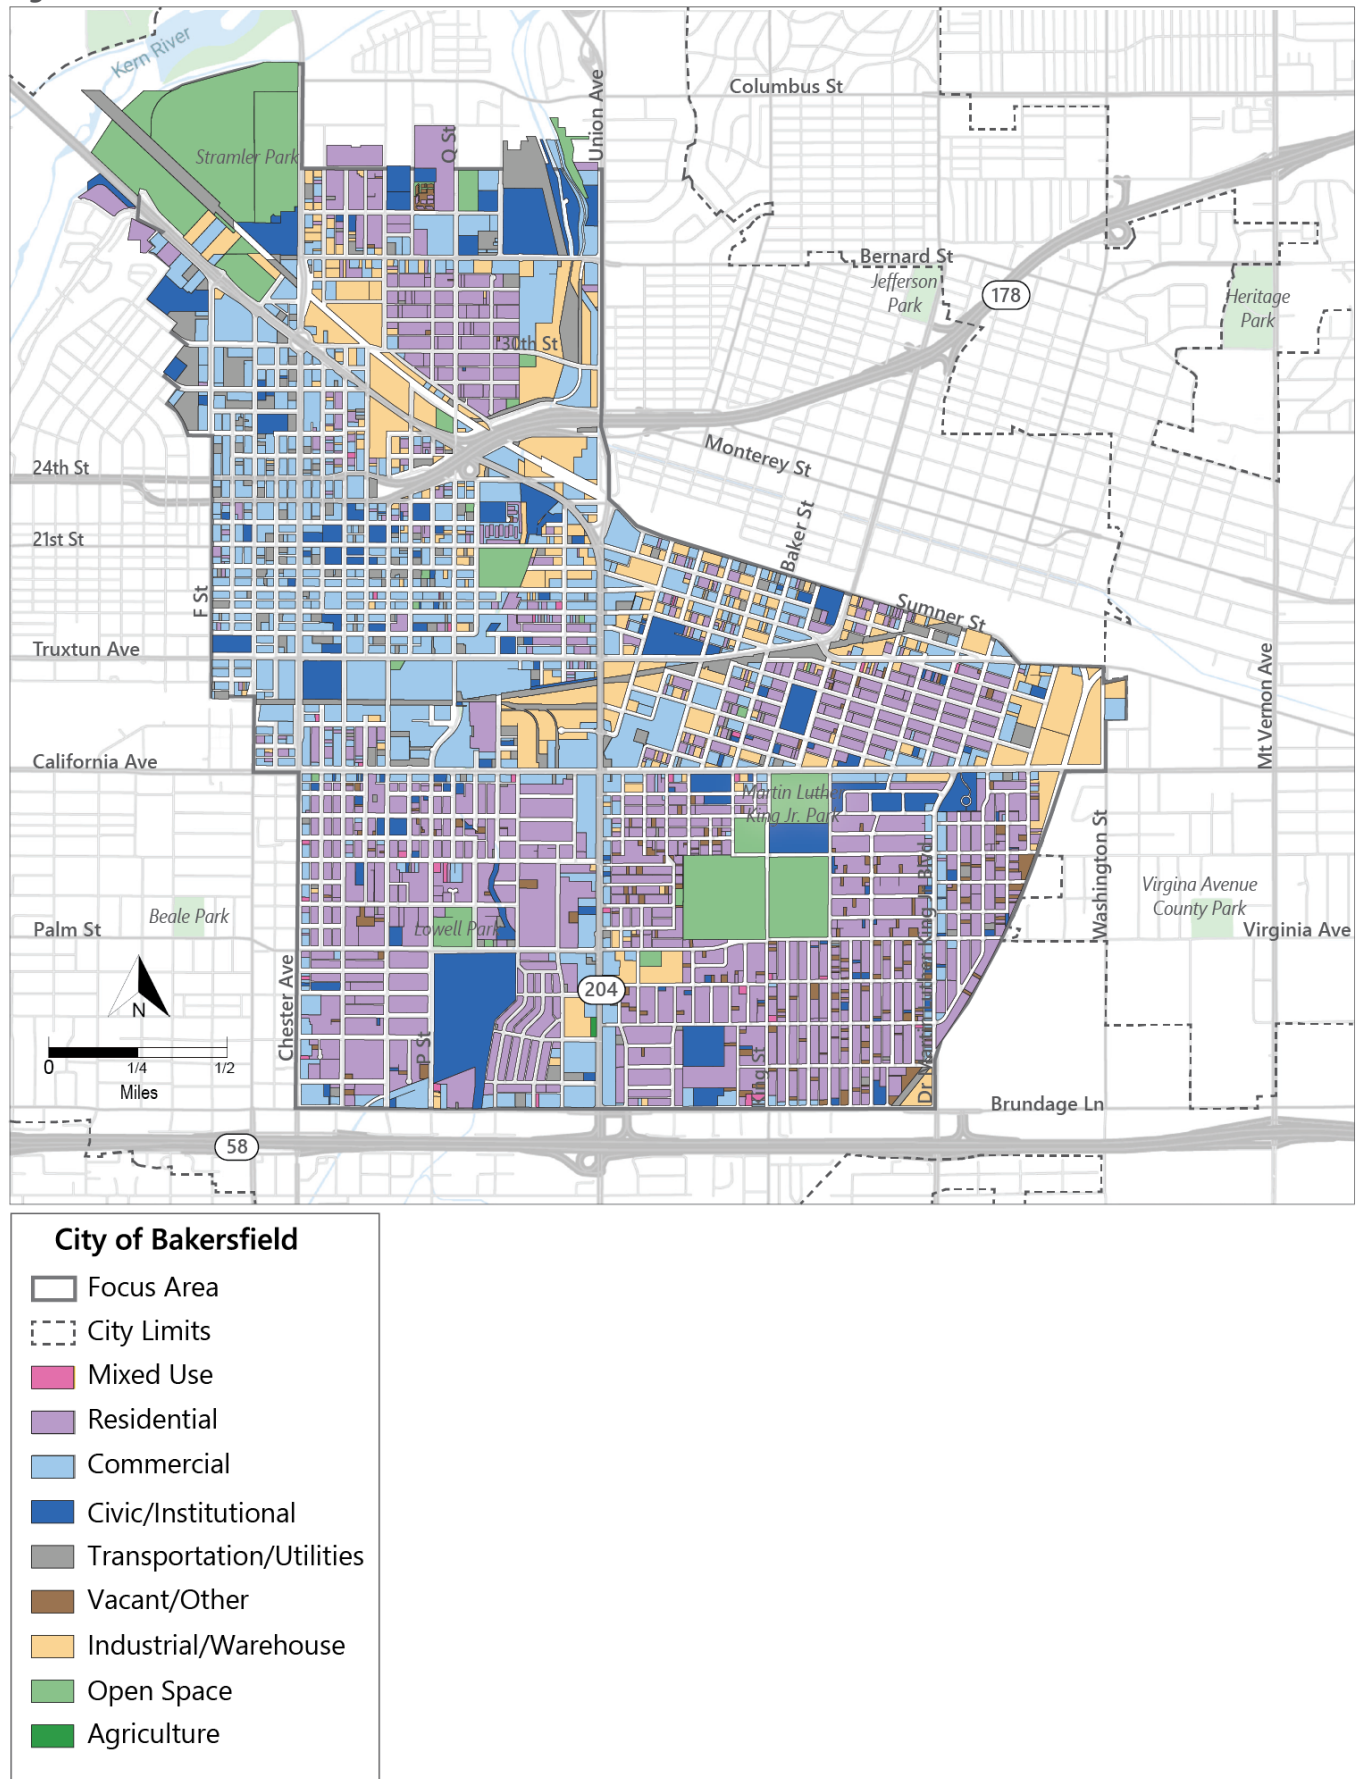 Kern River
Columbus St
Union Ave
Q St
Stramler Park
Bernard St
Jefferson
Park
178
Heritage
Park
30th St
Monterey St
24th St
Baker St
21st St
F St
Sumner St
Truxtun Ave
Mt Vernon Ave
California Ave
Martin Luthe
King Jr. Park
Washington St
Virgina Avenue
County Park
Beale Park
Lowell Park
Palm St
Virginia Ave
Dr Martin Luther King Jr Blvd
Chester Ave
N
204
P St
King St
0
1/4
1/2
Miles
Brundage Ln
58
City of Bakersfield
Focus Area
City Limits
Mixed Use
Residential
Commercial
Civic/Institutional
Transportation/Utilities
Vacant/Other
Industrial/Warehouse
Open Space
Agriculture